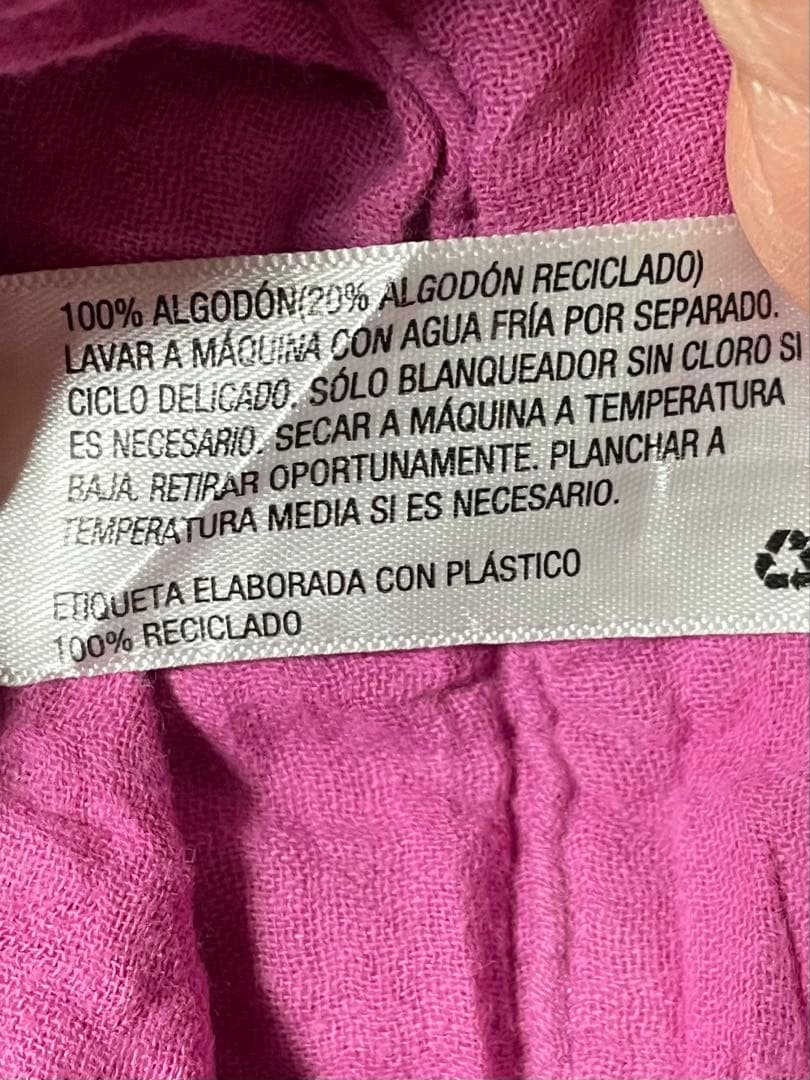 100% ALGODÓN(20% ALGODÓN RECICLADO)
LAVAR A MÁQUINA CON AGUA FRÍA POR SEPARADO.
CICLO DELICADO. SÓLO BLANQUEADOR SIN CLORO SI
ES NECESARIO. SECAR A MÁQUINA A TEMPERATURA
BAJA. RETIRAR OPORTUNAMENTE. PLANCHAR A
TEMPERATURA MEDIA SI ES NECESARIO.
ETIQUETA ELABORADA CON PLÁSTICO
100% RECICLADO